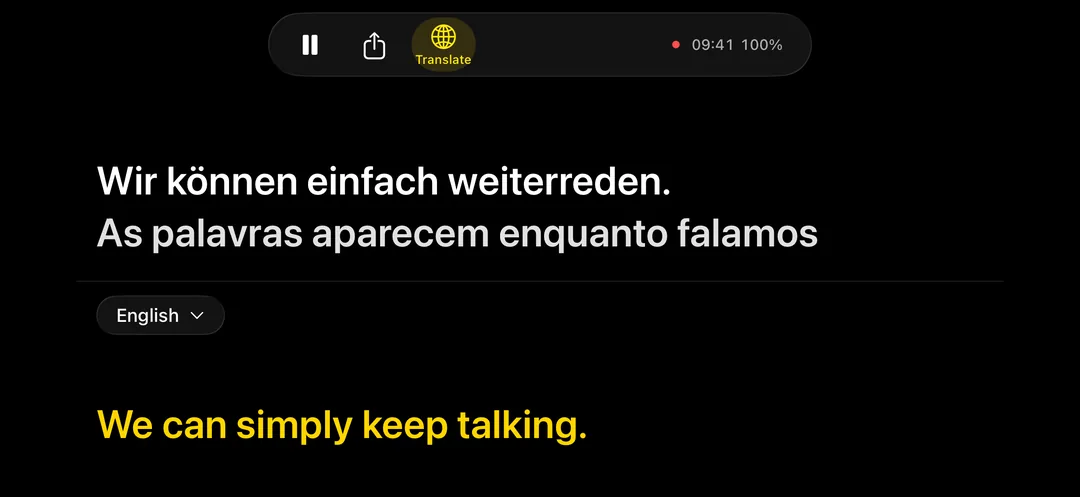 Translate
09:41 100%
Wir können einfach weiterreden.
As palavras aparecem enquanto falamos
English
We can simply keep talking.